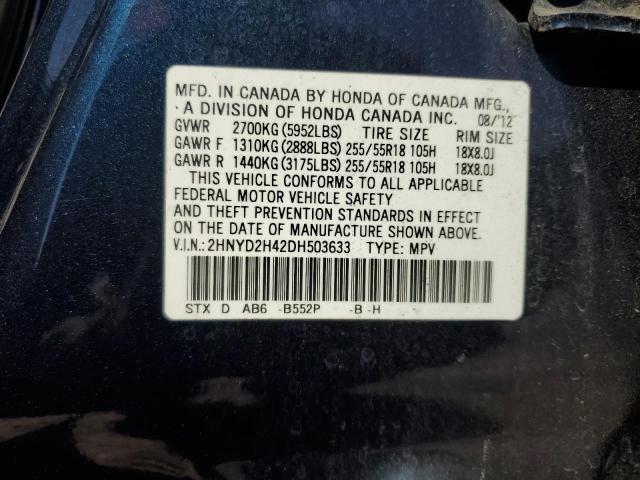 MFD. IN CANADA BY HONDA OF CANADA MFG.,
A DIVISION OF HONDA CANADA INC. 08/'12
GVWR 2700KG (5952LBS) TIRE SIZE RIM SIZE
GAWR F 1310KG (2888LBS) 255/55R18 105H 18X8.0J
GAWR R 1440KG (3175LBS) 255/55R18 105H 18X8.0J
THIS VEHICLE CONFORMS TO ALL APPLICABLE
FEDERAL MOTOR VEHICLE SAFETY
AND THEFT PREVENTION STANDARDS IN EFFECT
ON THE DATE OF MANUFACTURE SHOWN ABOVE.
V.I.N.: 2HNYD2H42DH503633 TYPE: MPV
STX D AB6 -B552P -B -H